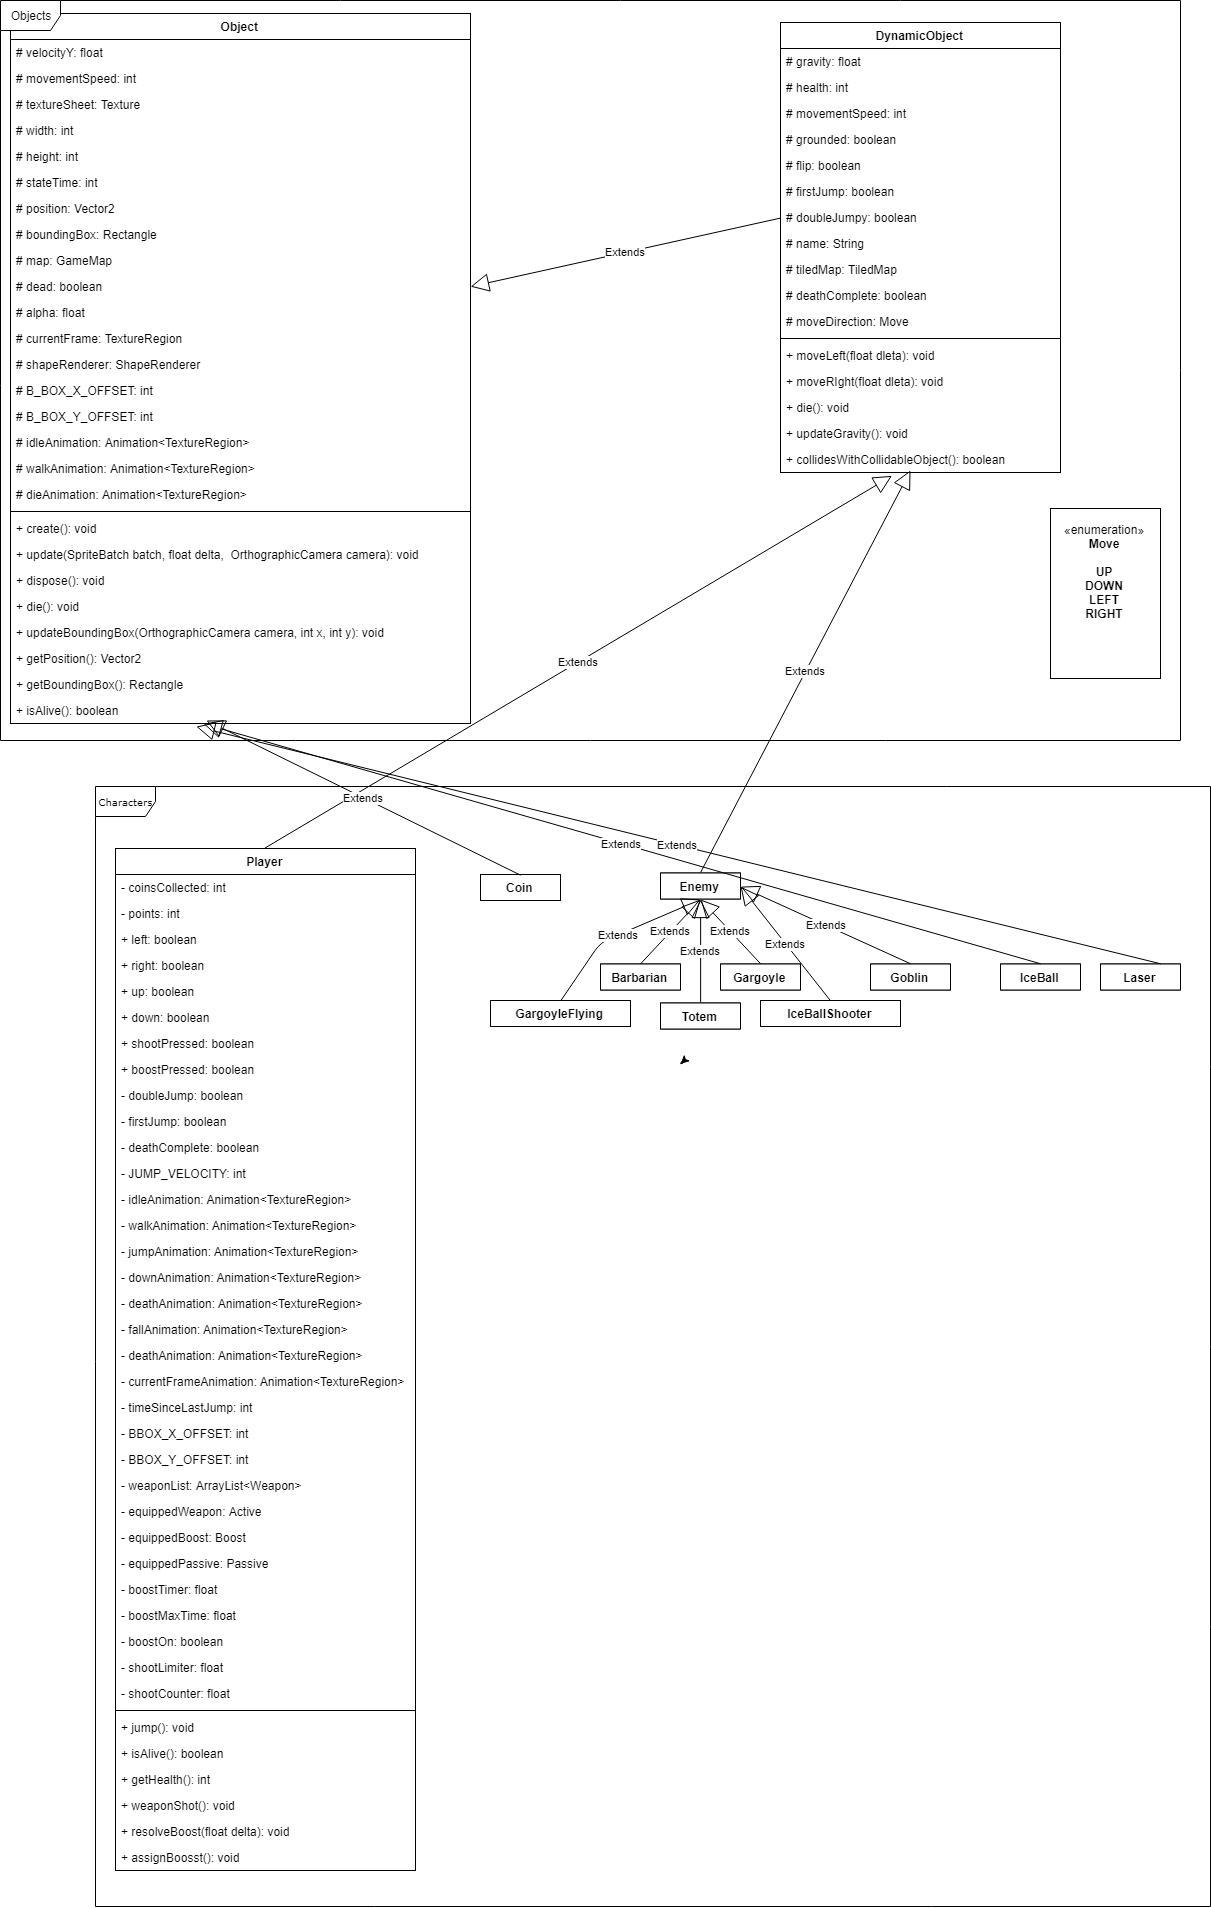 Objects
Object
# velocityY: float
# movementSpeed: int
# textureSheet: Texture
# width: int
# height: int
# stateTime: int
# position: Vector2
# boundingBox: Rectangle
# map: GameMap
# dead: boolean
# alpha: float
# currentFrame: TextureRegion
# shapeRenderer: ShapeRenderer
# B_BOX_X_OFFSET: int
# B_BOX_Y_OFFSET: int
# idleAnimation: Animation<TextureRegion>
# walkAnimation: Animation<TextureRegion>
# dieAnimation: Animation<TextureRegion>
+ create(): void
+ update(SpriteBatch batch, float delta,  OrthographicCamera camera): void
+ dispose(): void
+ die(): void
+ updateBoundingBox(OrthographicCamera camera, int x, int y): void
+ getPosition(): Vector2
+ getBoundingBox(): Rectangle
+ isAlive(): boolean
DynamicObject
# gravity: float
# health: int
# movementSpeed: int
# grounded: boolean
# flip: boolean
# firstJump: boolean
# doubleJumpy: boolean
# name: String
# tiledMap: TiledMap
# deathComplete: boolean
# moveDirection: Move
+ moveLeft(float dleta): void
+ moveRIght(float dleta): void
+ die(): void
+ updateGravity(): void
+ collidesWithCollidableObject(): boolean
Extends
«enumeration»
Move
UP
DOWN
LEFT
RIGHT
Extends
Extends
Characters
Extends
Extends
Extends
Player
- coinsCollected: int
- points: int
+ left: boolean
+ right: boolean
+ up: boolean
+ down: boolean
+ shootPressed: boolean
+ boostPressed: boolean
- doubleJump: boolean
- firstJump: boolean
- deathComplete: boolean
- JUMP_VELOCITY: int
- idleAnimation: Animation<TextureRegion>
- walkAnimation: Animation<TextureRegion>
- jumpAnimation: Animation<TextureRegion>
- downAnimation: Animation<TextureRegion>
- deathAnimation: Animation<TextureRegion>
- fallAnimation: Animation<TextureRegion>
- deathAnimation: Animation<TextureRegion>
- currentFrameAnimation: Animation<TextureRegion>
- timeSinceLastJump: int
- BBOX_X_OFFSET: int
- BBOX_Y_OFFSET: int
- weaponList: ArrayList<Weapon>
- equippedWeapon: Active
- equippedBoost: Boost
- equippedPassive: Passive
- boostTimer: float
- boostMaxTime: float
- boostOn: boolean
- shootLimiter: float
- shootCounter: float
+ jump(): void
+ isAlive(): boolean
+ getHealth(): int
+ weaponShot(): void
+ resolveBoost(float delta): void
+ assignBoosst(): void
Coin
Enemy
Extends
Extends
Extends
Extends
Extends
Extends
Barbarian
Gargoyle
Goblin
IceBall
Laser
GargoyleFlying
Totem
IceBallShooter